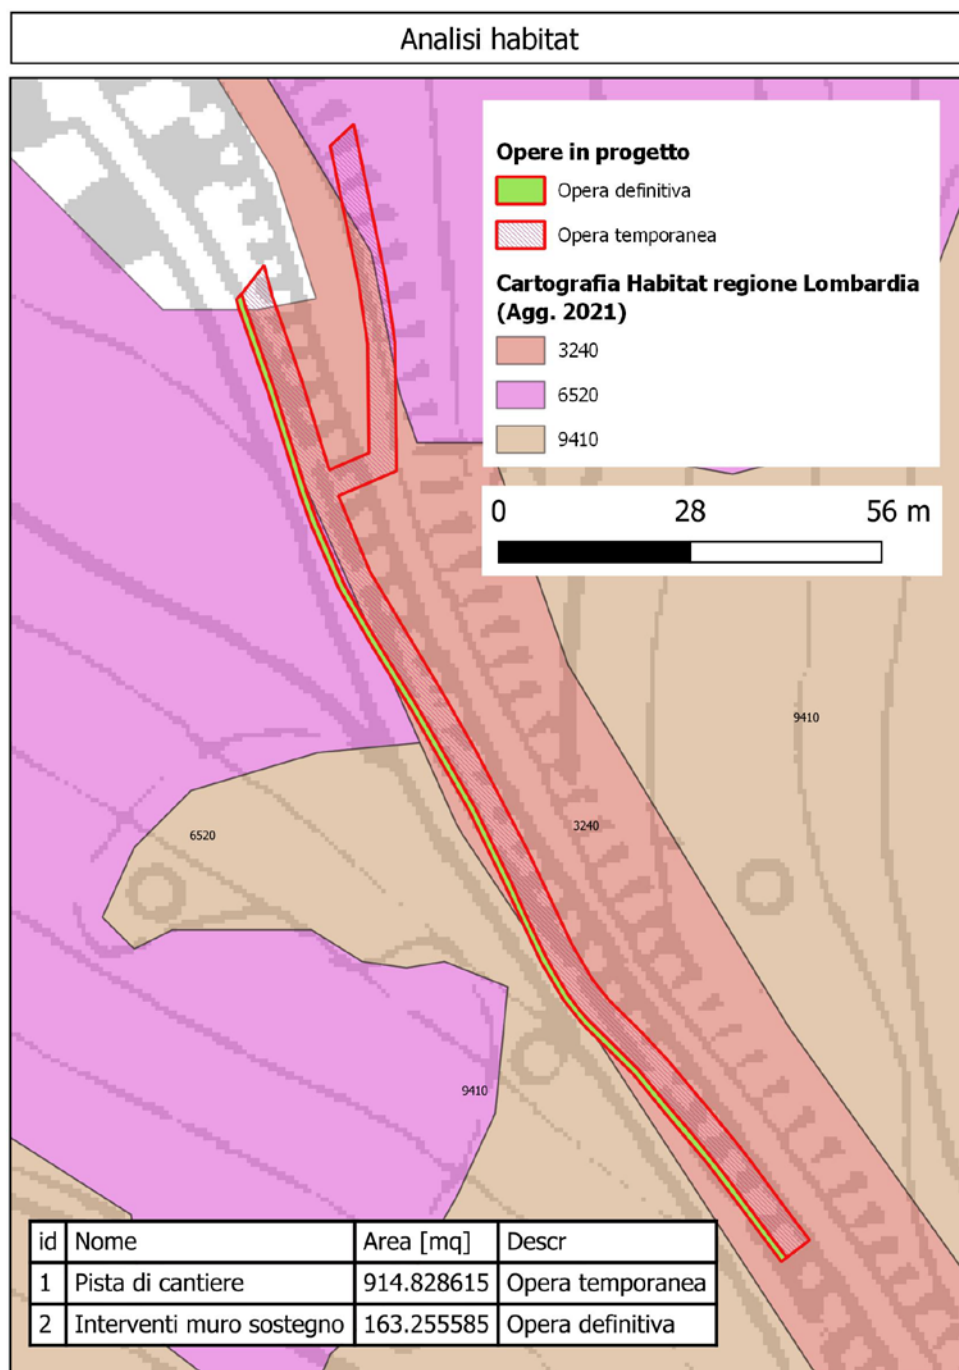 Analisi habitat
Opere in progetto
Opera definitiva
Opera temporanea
Cartografia Habitat regione Lombardia
(Agg. 2021)
3240
6520
9410
0 28 56 m
9410
3240
6520
9410
id Nome Area [mq] Descr
1 Pista di cantiere 914.828615 Opera temporanea
2 Interventi muro sostegno 163.255585 Opera definitiva